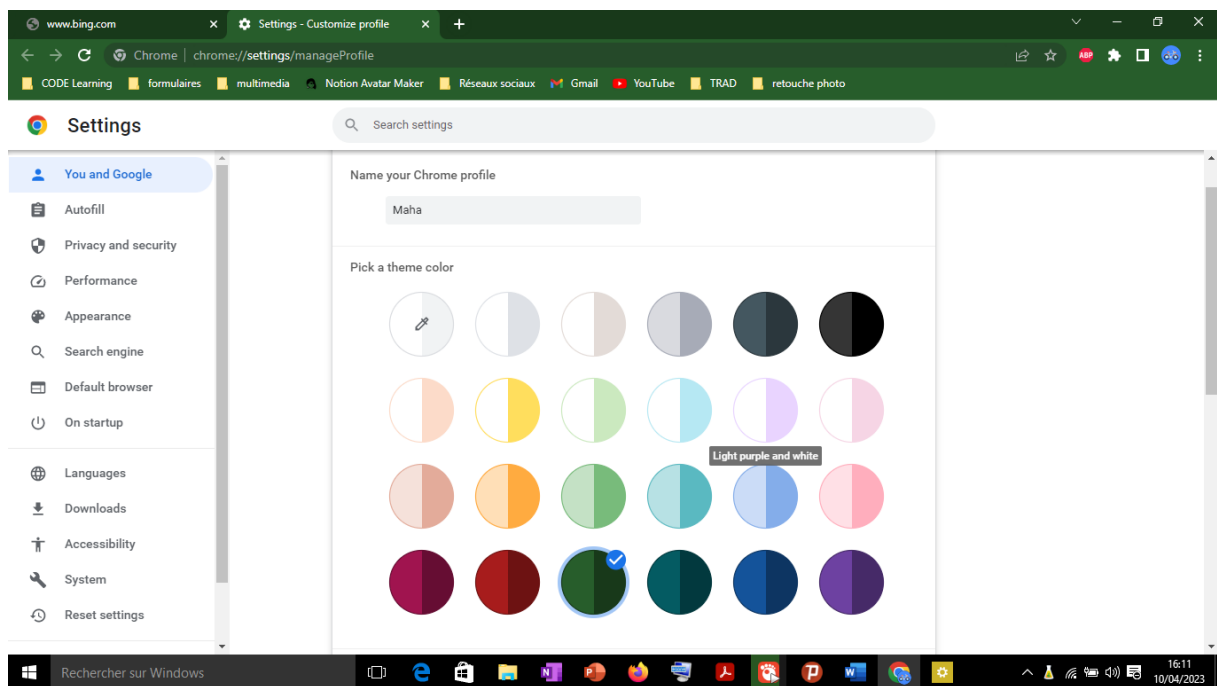 www.bing.com
Settings - Customize profile
Chrome | chrome://settings/manageProfile
ABP
CODE Learning formulaires multimedia Notion Avatar Maker Réseaux sociaux Gmail YouTube TRAD retouche photo
Settings
Search settings
You and Google
Autofill
Privacy and security
Performance
Appearance
Search engine
Default browser
On startup
Languages
Downloads
Accessibility
System
Reset settings
Name your Chrome profile
Maha
Pick a theme color
Light purple and white
Rechercher sur Windows
16:11
10/04/2023